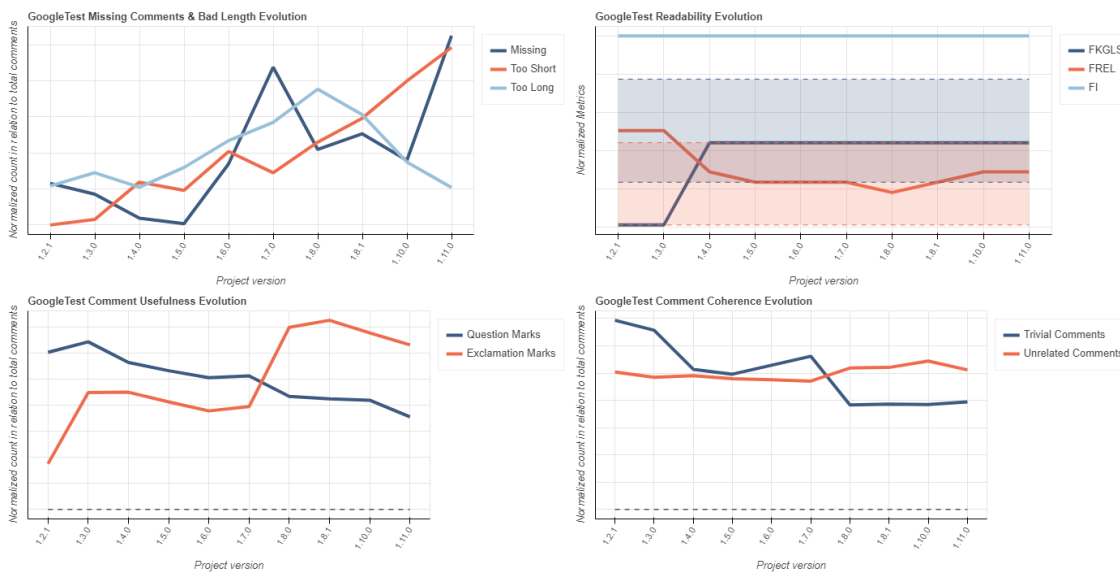 GoogleTest Missing Comments & Bad Length Evolution
Normalized count in relation to total comments
Missing
Too Short
Too Long
1.2.1
1.3.0
1.4.0
1.5.0
1.6.0
1.7.0
1.8.0
1.8.1
1.10.0
1.11.0
Project version
GoogleTest Readability Evolution
Normalized Metrics
FKGLS
FREL
FI
1.2.1
1.3.0
1.4.0
1.5.0
1.6.0
1.7.0
1.8.0
1.8.1
1.10.0
1.11.0
Project version
GoogleTest Comment Usefulness Evolution
Normalized count in relation to total comments
Question Marks
Exclamation Marks
1.2.1
1.3.0
1.4.0
1.5.0
1.6.0
1.7.0
1.8.0
1.8.1
1.10.0
1.11.0
Project version
GoogleTest Comment Coherence Evolution
Normalized count in relation to total comments
Trivial Comments
Unrelated Comments
1.2.1
1.3.0
1.4.0
1.5.0
1.6.0
1.7.0
1.8.0
1.8.1
1.10.0
1.11.0
Project version